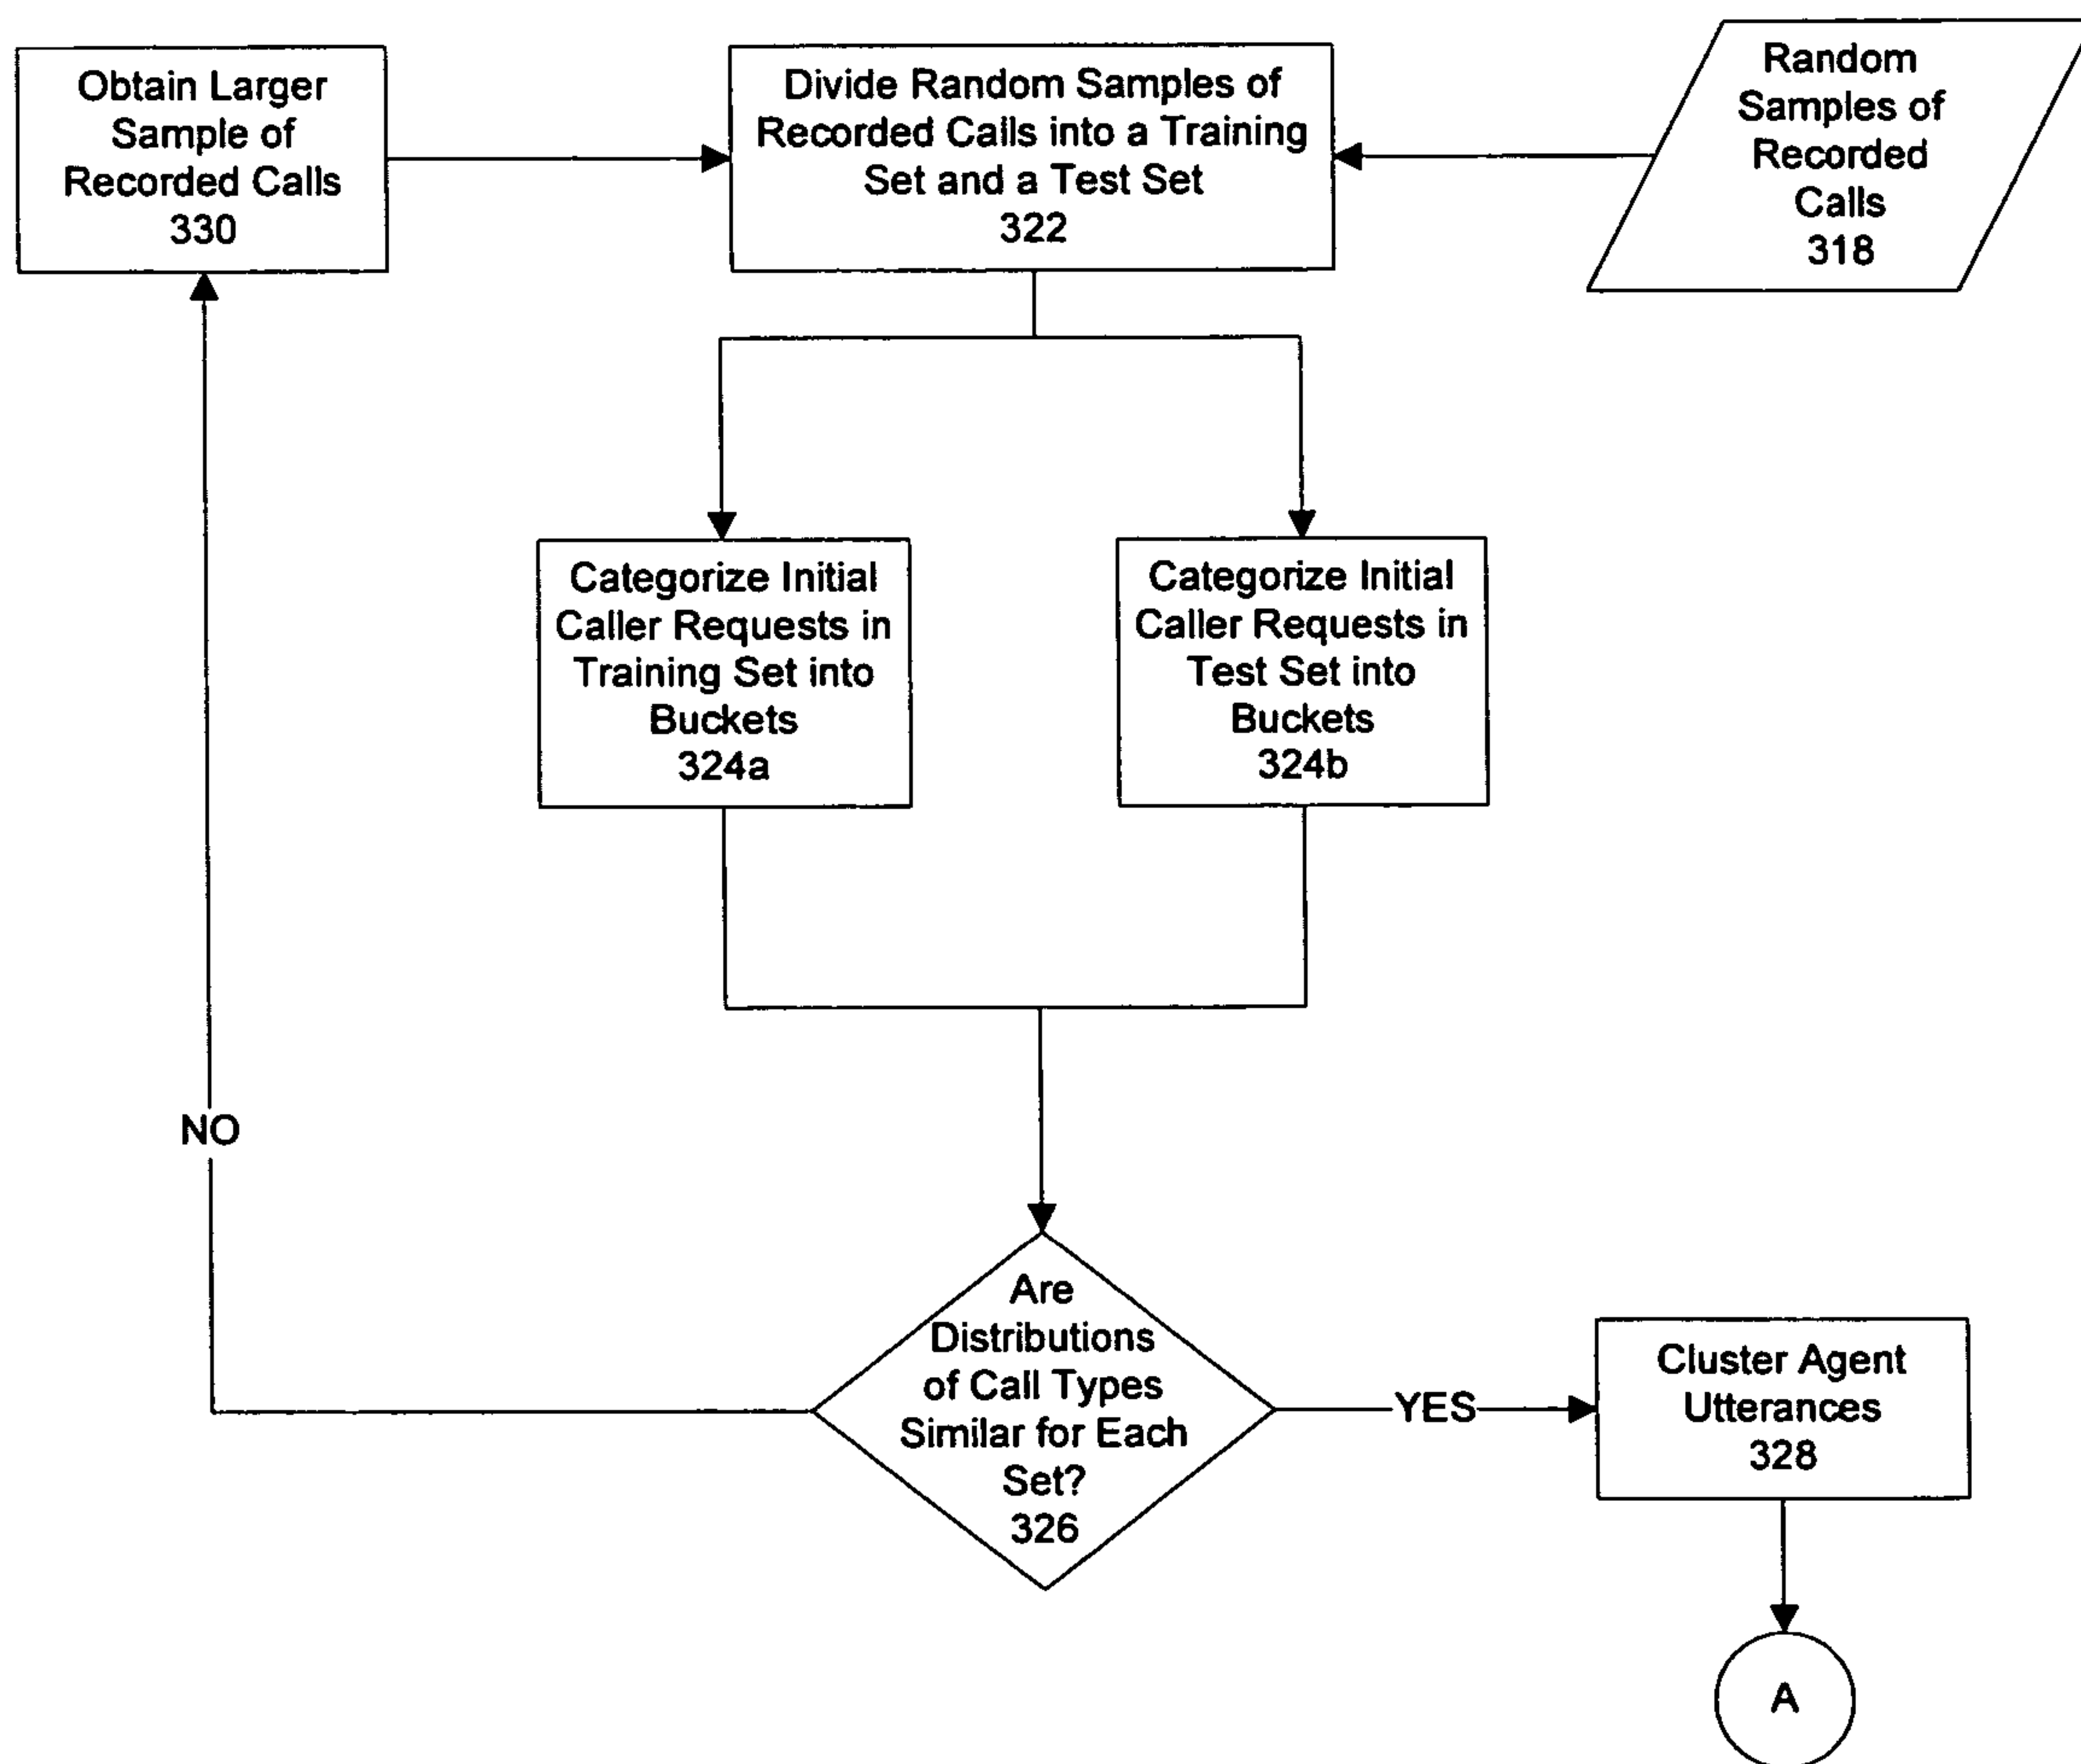 Obtain Larger
Sample of
Recorded Calls
330
Divide Random Samples of
Recorded Calls into a Training
Set and a Test Set
322
Random
Samples of
Recorded
Calls
318
Categorize Initial
Caller Requests in
Training Set into
Buckets
324a
Categorize Initial
Caller Requests in
Test Set into
Buckets
324b
NO
Are
Distributions
of Call Types
Similar for Each
Set?
326
YES
Cluster Agent
Utterances
328
A